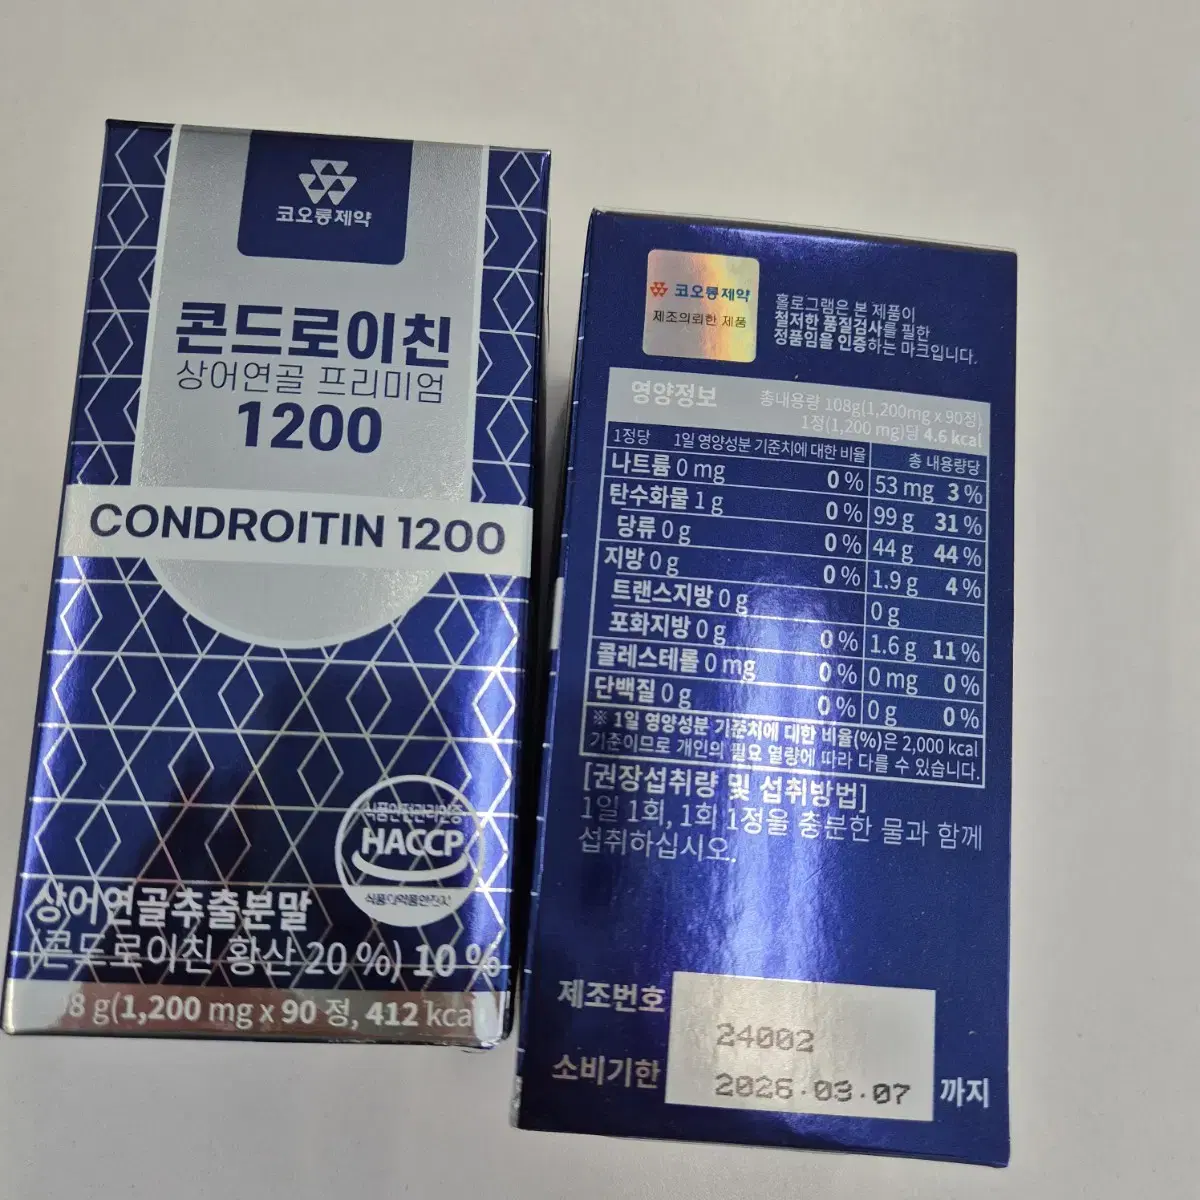 코오롱제약
콘드로이친
상어연골 프리미엄
1200
CONDROITIN 1200
식품안전관리인증
HACCP
식품의약품안전처
상어연골추출분말
(콘드로이친 황산 20 %) 10 %
8 g(1,200 mg x 90 정, 412 kca
코오롱제약
제조의뢰한 제품
홀로그램은 본 제품이
철저한 품질검사를 필한
정품임을 인증하는 마크입니다.
영양정보
총내용량 108g(1,200mg x 90정)
1정(1,200 mg)당 4.6 kcal
1정당 1일 영양성분 기준치에 대한 비율 총 내용량당
나트륨 0 mg 0 % 53 mg 3 %
탄수화물 1 g 0 % 99 g 31 %
당류 0 g 0 % 44 g 44 %
지방 0 g 0 % 1.9 g 4 %
트랜스지방 0 g 0 g
포화지방 0 g 0 % 1.6 g 11 %
콜레스테롤 0 mg 0 % 0 mg 0 %
단백질 0 g 0 % 0 g 0 %
※ 1일 영양성분 기준치에 대한 비율(%)은 2,000 kcal
기준이므로 개인의 필요 열량에 따라 다를 수 있습니다.
[권장섭취량 및 섭취방법]
1일 1회, 1회 1정을 충분한 물과 함께
섭취하십시오.
제조번호 24002
소비기한 2026.03.07 까지